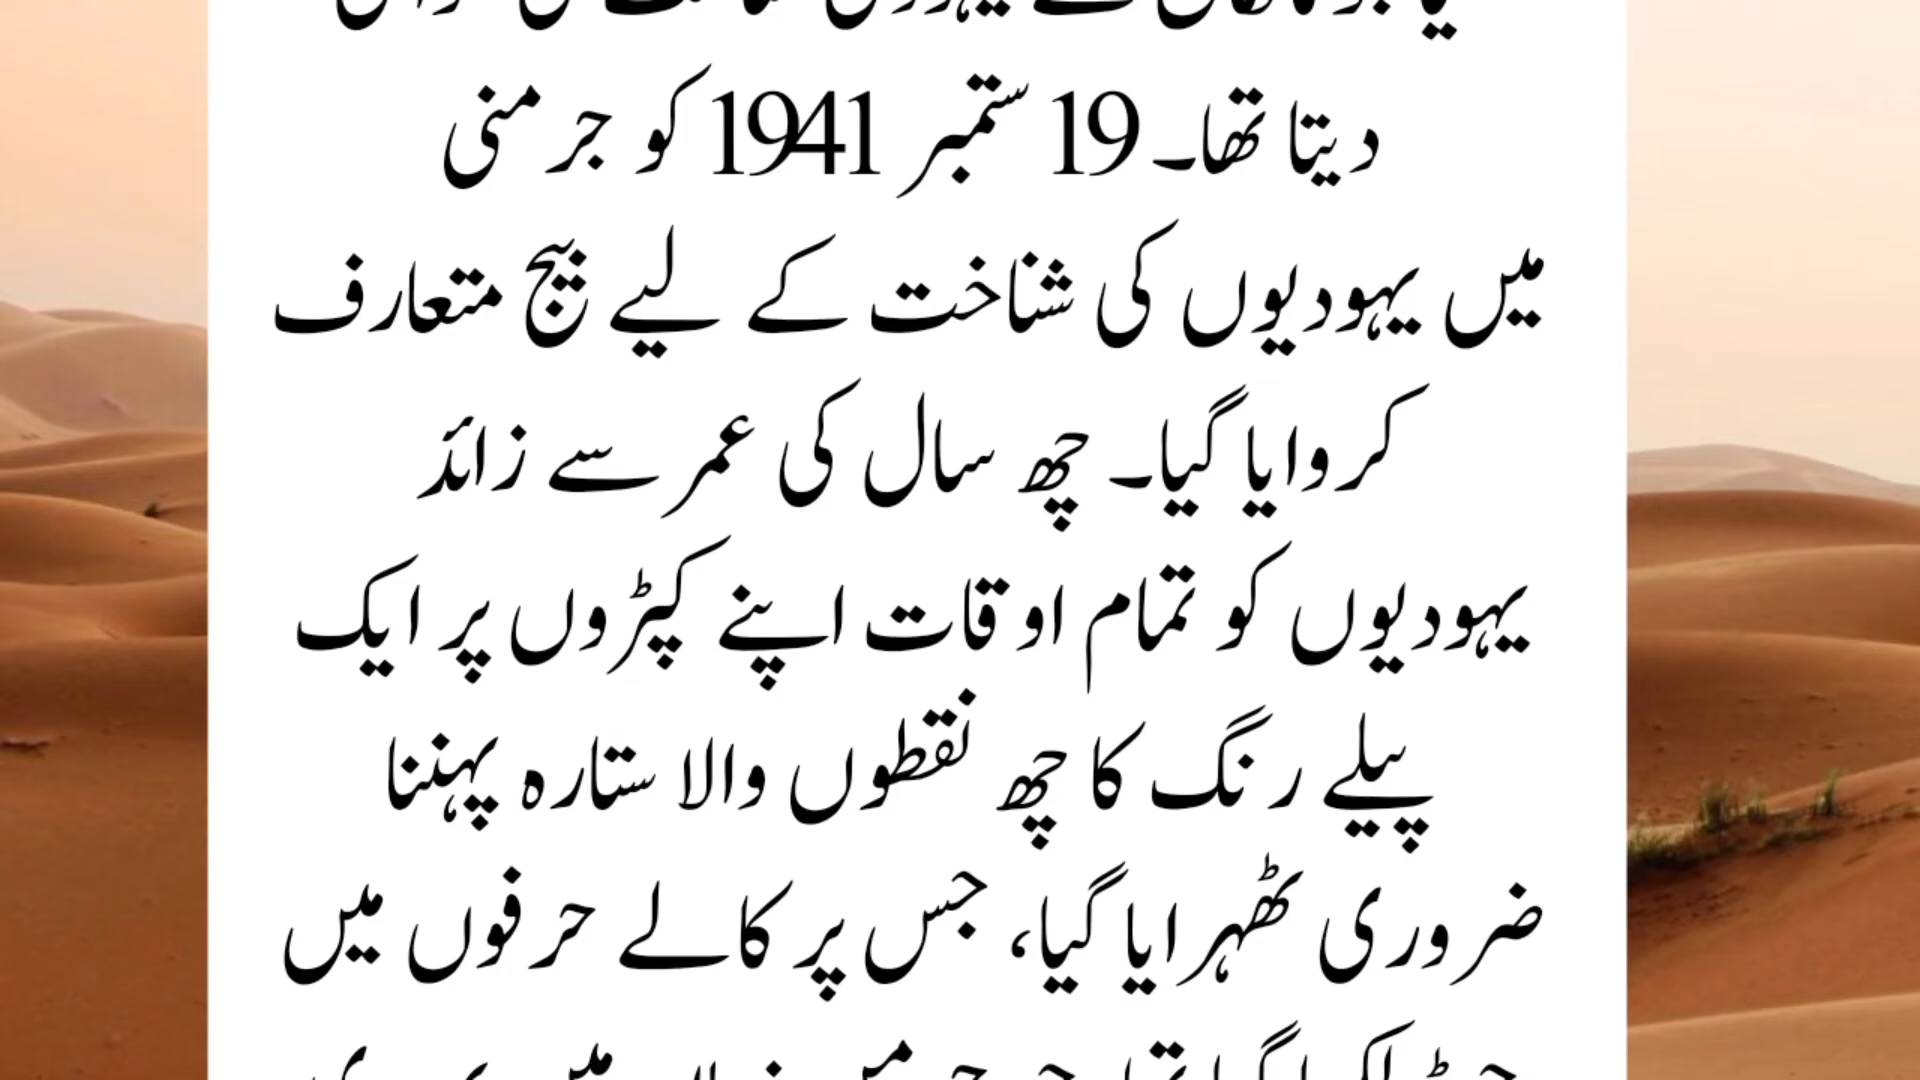 دیتا تھا۔ 19 ستمبر 1941 کو جرمنی
میں یہودیوں کی شناخت کے لیے بیج متعارف
کروایا گیا۔ چھ سال کی عمر سے زائد
یہودیوں کو تمام اوقات اپنے کپڑوں پر ایک
پیلے رنگ کا چھ نقطوں والا ستارہ پہننا
ضروری ٹھہرایا گیا، جس پر کالے حرفوں میں